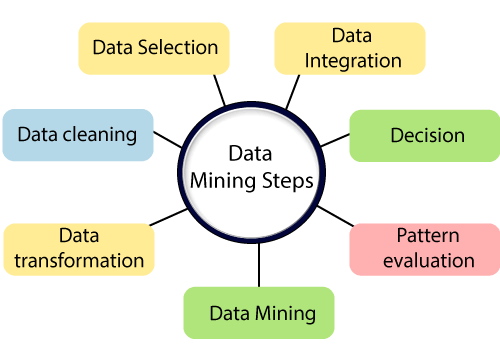 Data Selection
Data
Integration
Data cleaning
Decision
Data
Mining Steps
Data
transformation
Pattern
evaluation
Data Mining